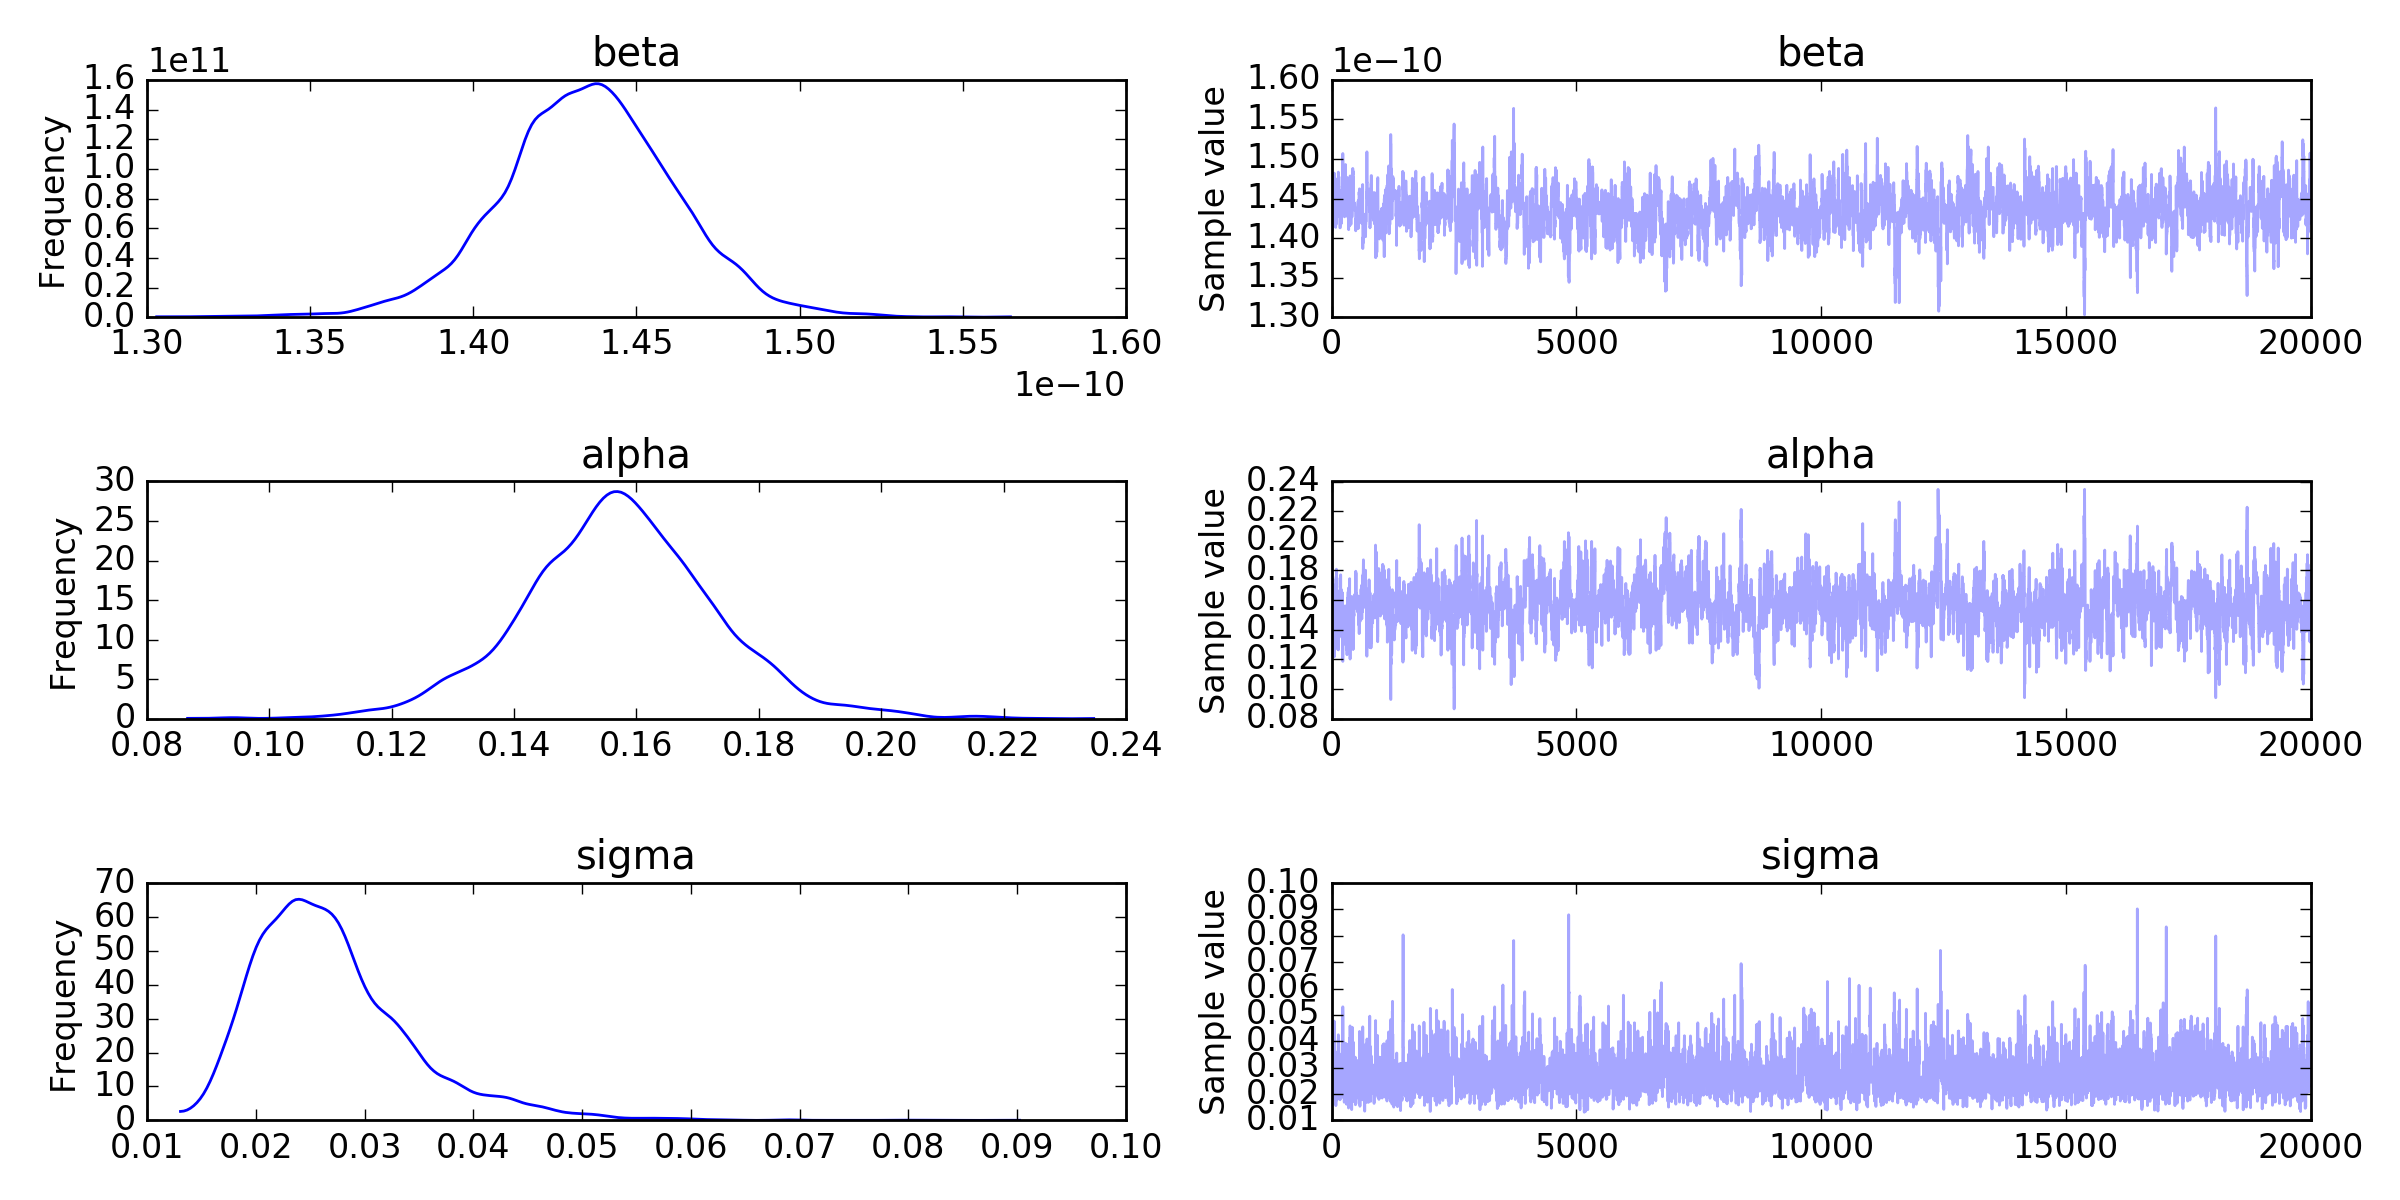 beta
1e11
Frequency
1.6
1.4
1.2
1.0
0.8
0.6
0.4
0.2
0.0
1.30 1.35 1.40 1.45 1.50 1.55 1.60
1e−10
beta
1e−10
Sample value
1.60
1.55
1.50
1.45
1.40
1.35
1.30
0 5000 10000 15000 20000
alpha
Frequency
30
25
20
15
10
5
0
0.08 0.10 0.12 0.14 0.16 0.18 0.20 0.22 0.24
alpha
Sample value
0.24
0.22
0.20
0.18
0.16
0.14
0.12
0.10
0.08
0 5000 10000 15000 20000
sigma
Frequency
70
60
50
40
30
20
10
0
0.01 0.02 0.03 0.04 0.05 0.06 0.07 0.08 0.09 0.10
sigma
Sample value
0.10
0.09
0.08
0.07
0.06
0.05
0.04
0.03
0.02
0.01
0 5000 10000 15000 20000